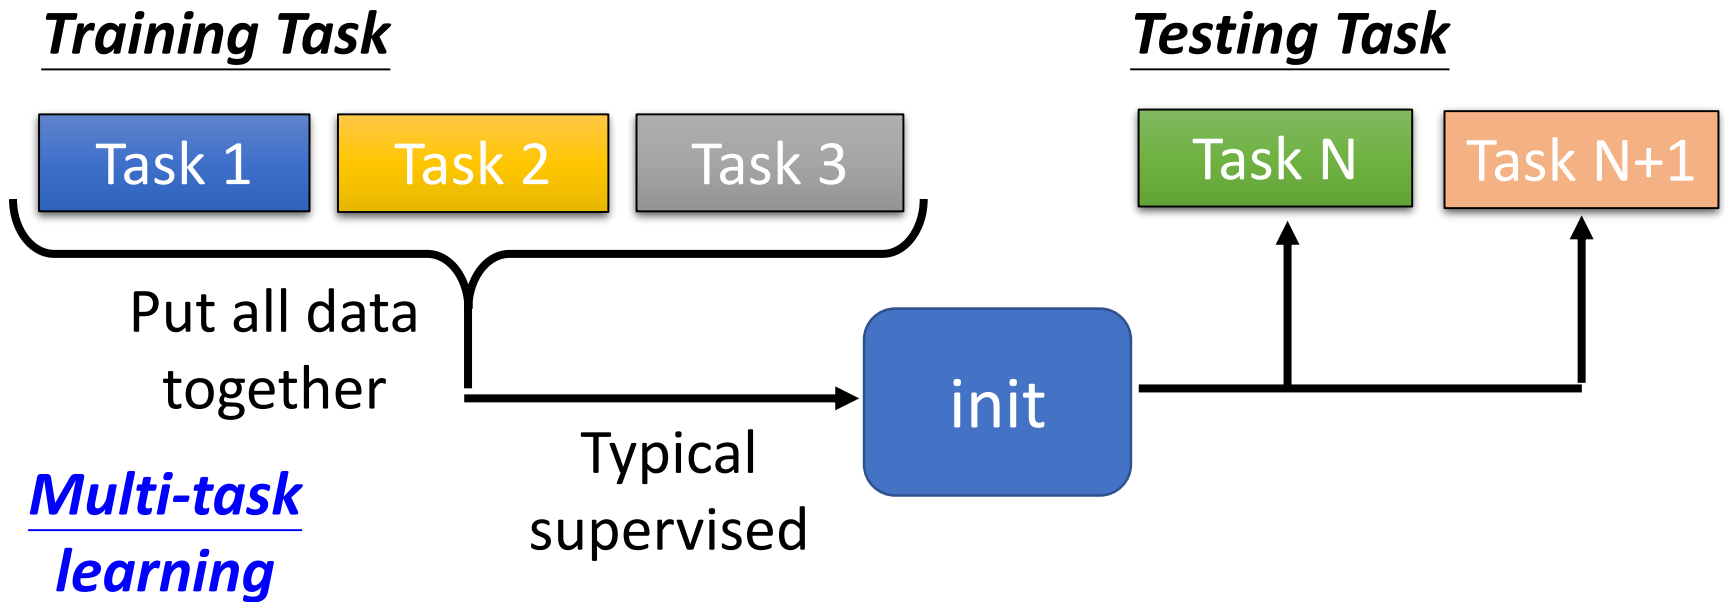 Training Task
Testing Task
Task 1
Task 2
Task 3
Task N
Task N+1
Put all data
together
init
Typical
supervised
Multi-task
learning